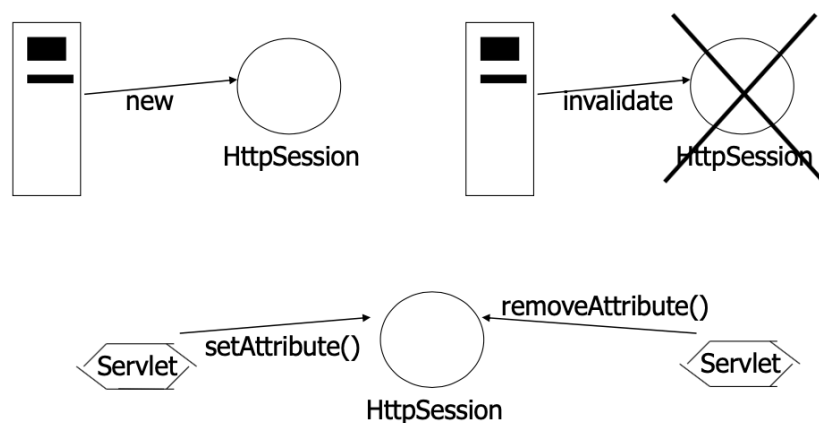 new
HttpSession
invalidate
HttpSession
setAttribute()
removeAttribute()
Servlet
Servlet
HttpSession